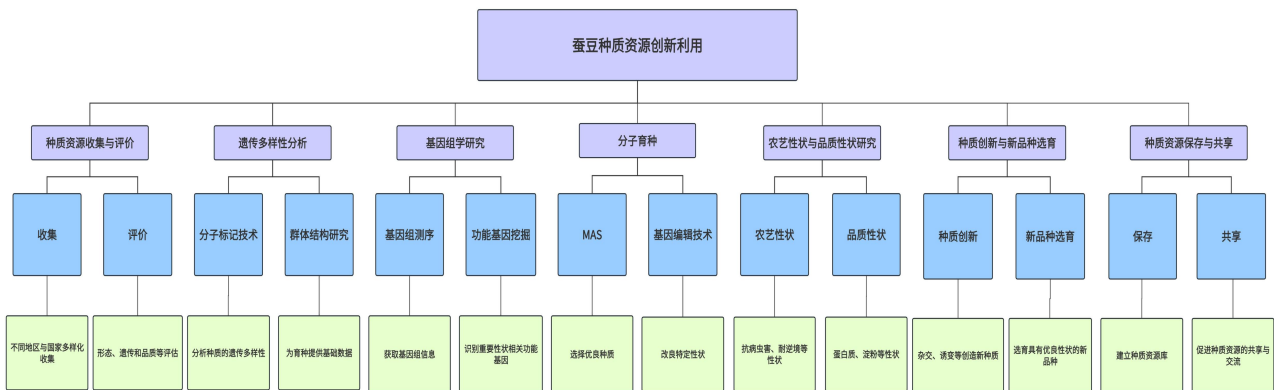 蚕豆种质资源创新利用
种质资源收集与评价
遗传多样性分析
基因组学研究
分子育种
农艺性状与品质性状研究
种质创新与新品种选育
种质资源保存与共享
收集
评价
分子标记技术
群体结构研究
基因组测序
功能基因挖掘
MAS
基因编辑技术
农艺性状
品质性状
种质创新
新品种选育
保存
共享
不同地区与国家多样化
收集
形态、遗传和品质等评估
分析种质的遗传多样性
为育种提供基础数据
获取基因组信息
识别重要性状相关功能
基因
选择优良种质
改良特定性状
抗病虫害、耐逆境等性
状
蛋白质、淀粉等性状
杂交、诱变等创造新种质
选育具有优良性状的新
品种
建立种质资源库
促进种质资源的共享与
交流